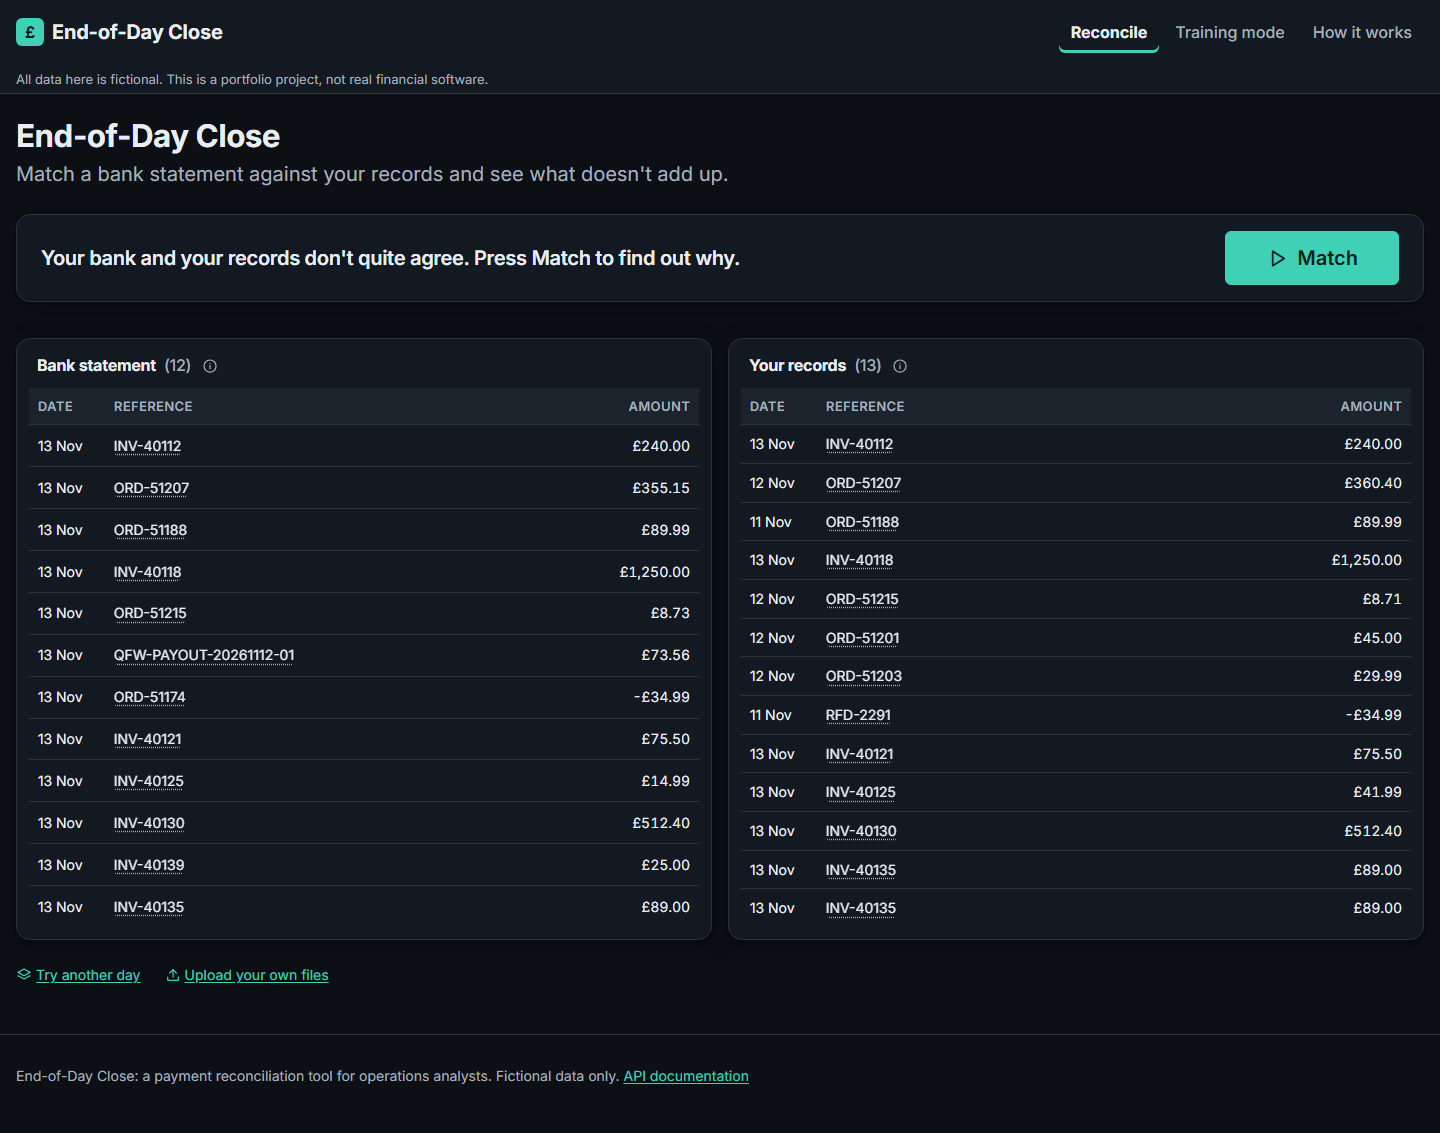 £ End-of-Day Close
Reconcile Training mode How it works
All data here is fictional. This is a portfolio project, not real financial software.
End-of-Day Close
Match a bank statement against your records and see what doesn't add up.
Your bank and your records don't quite agree. Press Match to find out why.
Match
Bank statement (12)
DATE REFERENCE AMOUNT
13 Nov INV-40112 £240.00
13 Nov ORD-51207 £355.15
13 Nov ORD-51188 £89.99
13 Nov INV-40118 £1,250.00
13 Nov ORD-51215 £8.73
13 Nov QFW-PAYOUT-20261112-01 £73.56
13 Nov ORD-51174 -£34.99
13 Nov INV-40121 £75.50
13 Nov INV-40125 £14.99
13 Nov INV-40130 £512.40
13 Nov INV-40139 £25.00
13 Nov INV-40135 £89.00
Your records (13)
DATE REFERENCE AMOUNT
13 Nov INV-40112 £240.00
12 Nov ORD-51207 £360.40
11 Nov ORD-51188 £89.99
13 Nov INV-40118 £1,250.00
12 Nov ORD-51215 £8.71
12 Nov ORD-51201 £45.00
12 Nov ORD-51203 £29.99
11 Nov RFD-2291 -£34.99
13 Nov INV-40121 £75.50
13 Nov INV-40125 £41.99
13 Nov INV-40130 £512.40
13 Nov INV-40135 £89.00
13 Nov INV-40135 £89.00
Try another day Upload your own files
End-of-Day Close: a payment reconciliation tool for operations analysts. Fictional data only. API documentation